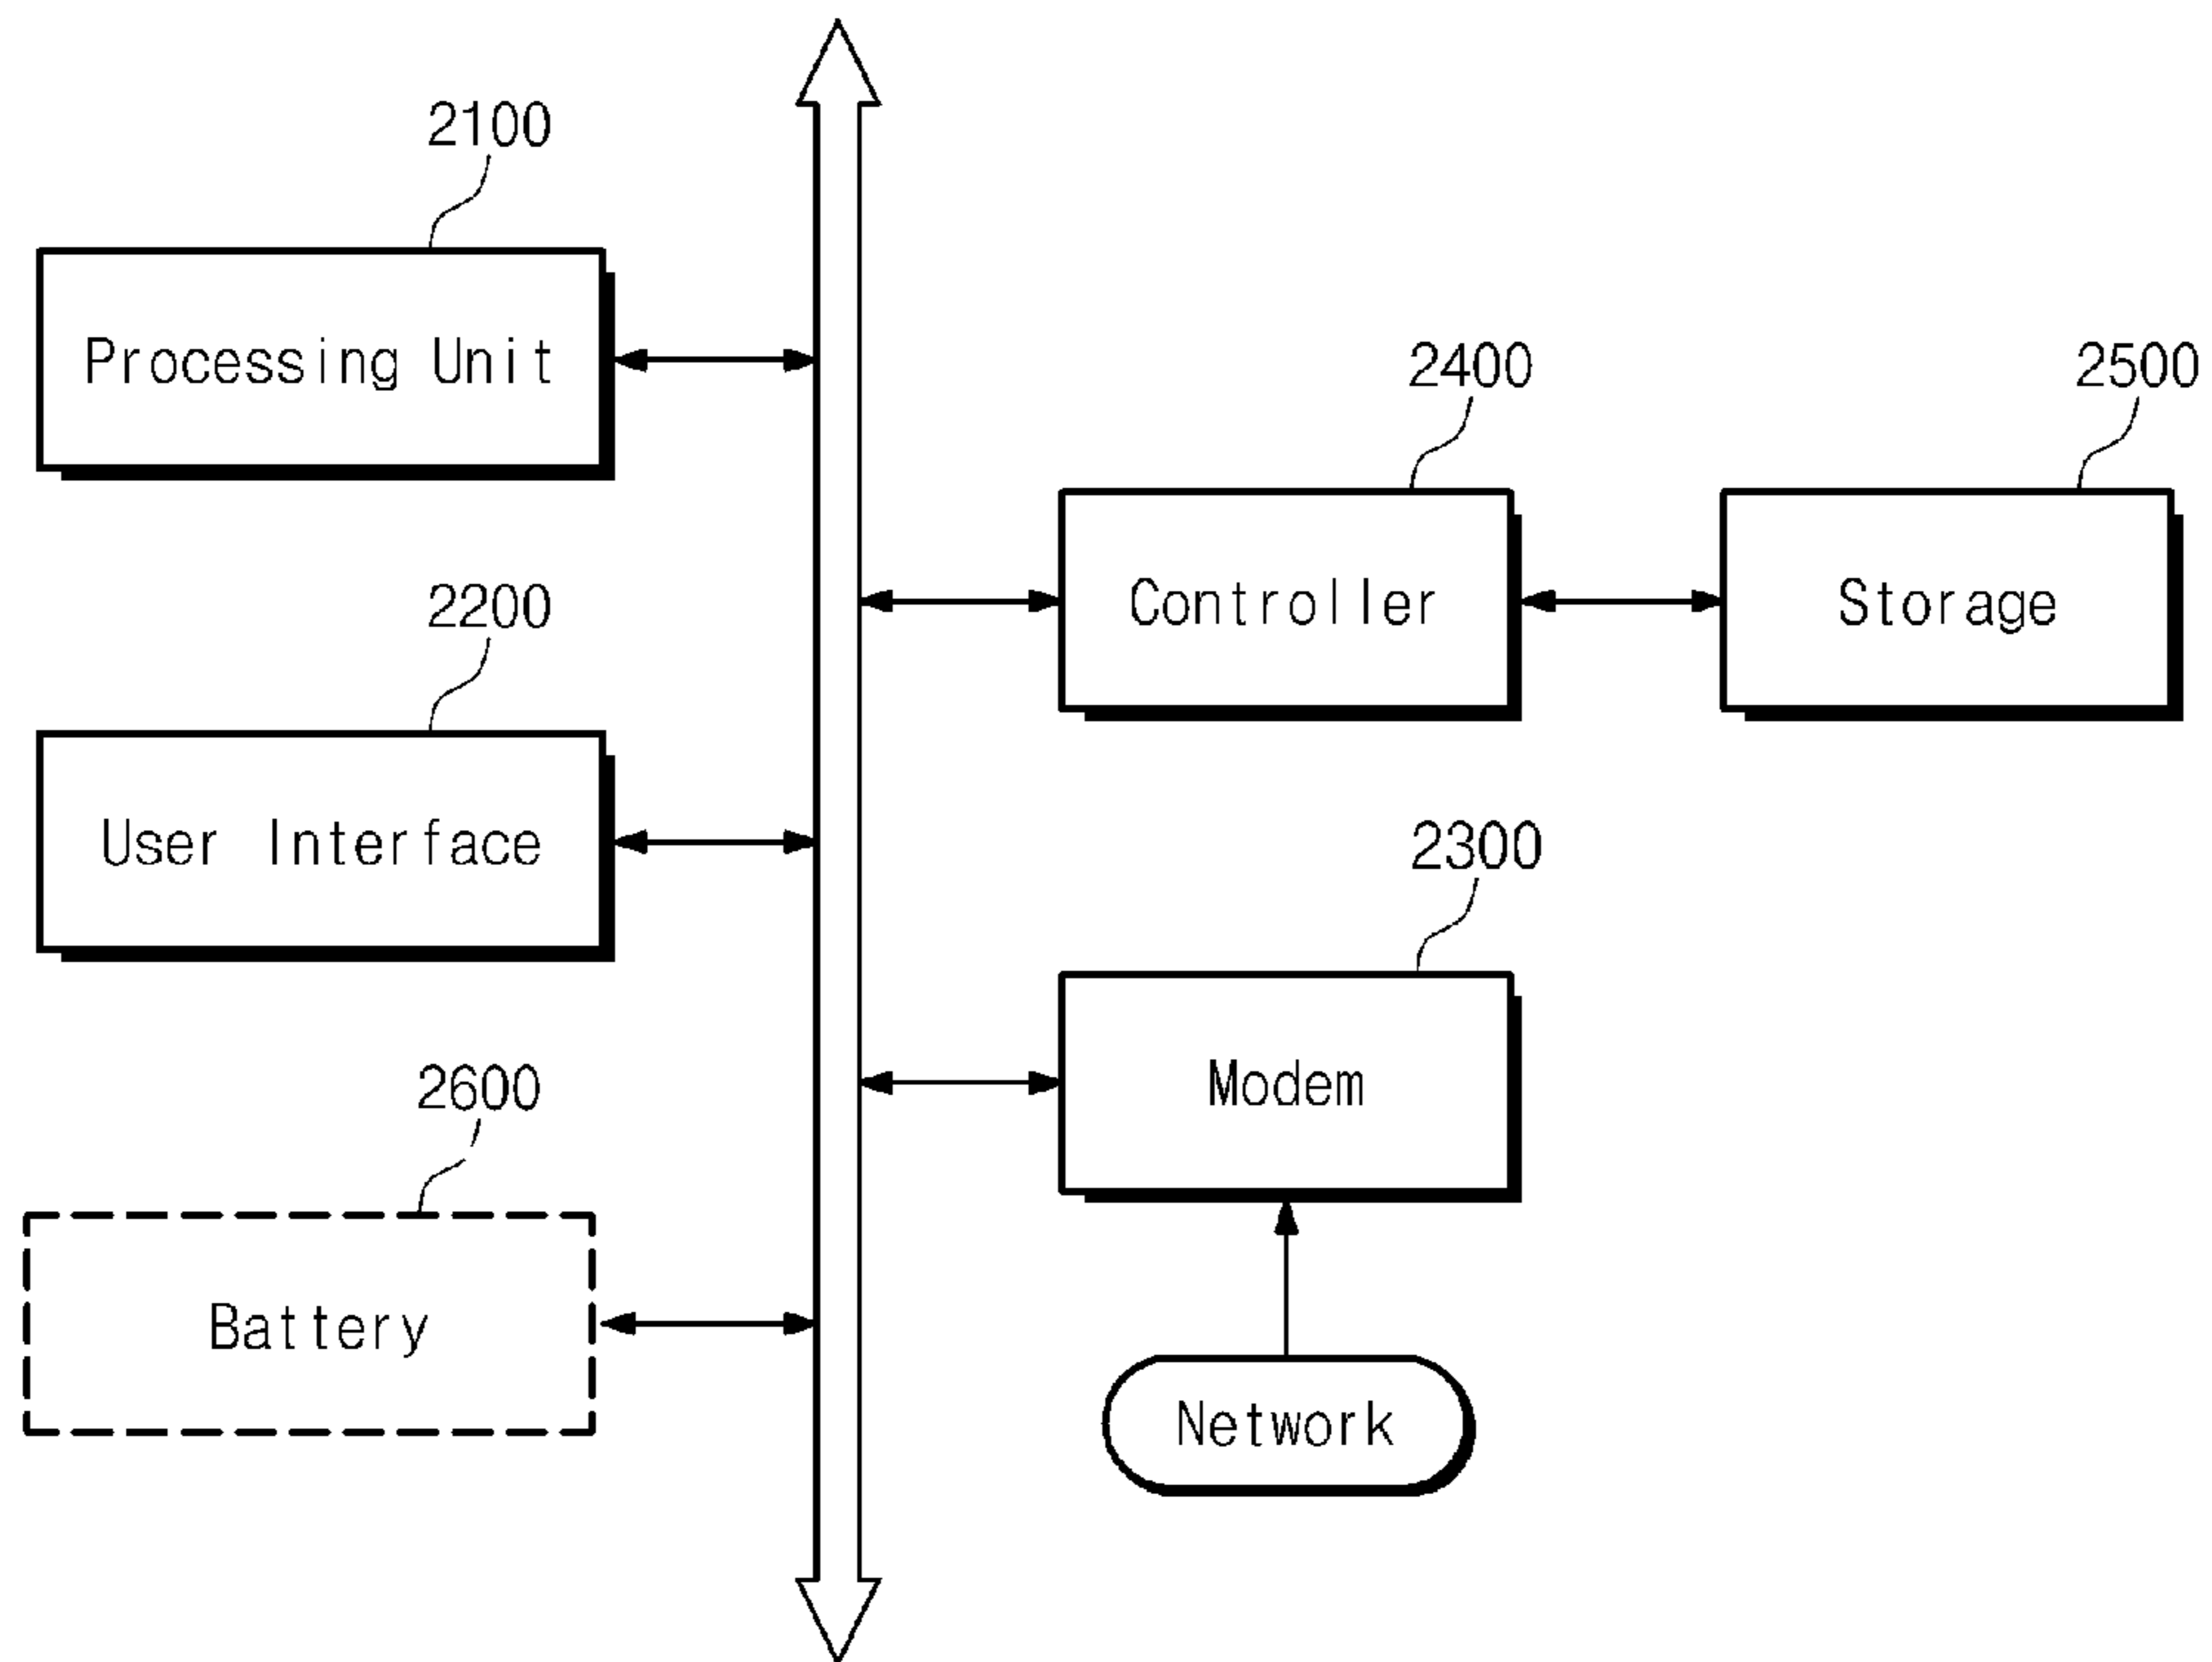 2100
Processing Unit
2400
2500
Controller
Storage
2200
User Interface
2300
Modem
2600
Battery
Network